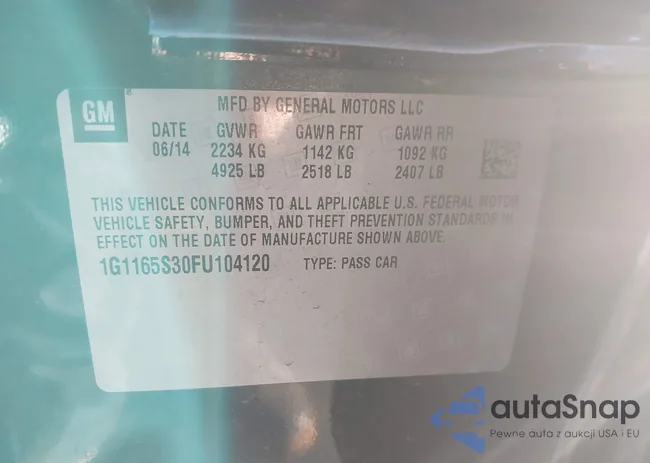 GM
MFD BY GENERAL MOTORS LLC
DATE GVWR GAWR FRT GAWR RR
06/14 2234 KG 1142 KG 1092 KG
4925 LB 2518 LB 2407 LB
THIS VEHICLE CONFORMS TO ALL APPLICABLE U.S. FEDERAL MOTOR
VEHICLE SAFETY, BUMPER, AND THEFT PREVENTION STANDARDS IN
EFFECT ON THE DATE OF MANUFACTURE SHOWN ABOVE.
1G1165S30FU104120 TYPE: PASS CAR
autaSnap
Pewne auta z aukcji USA i EU